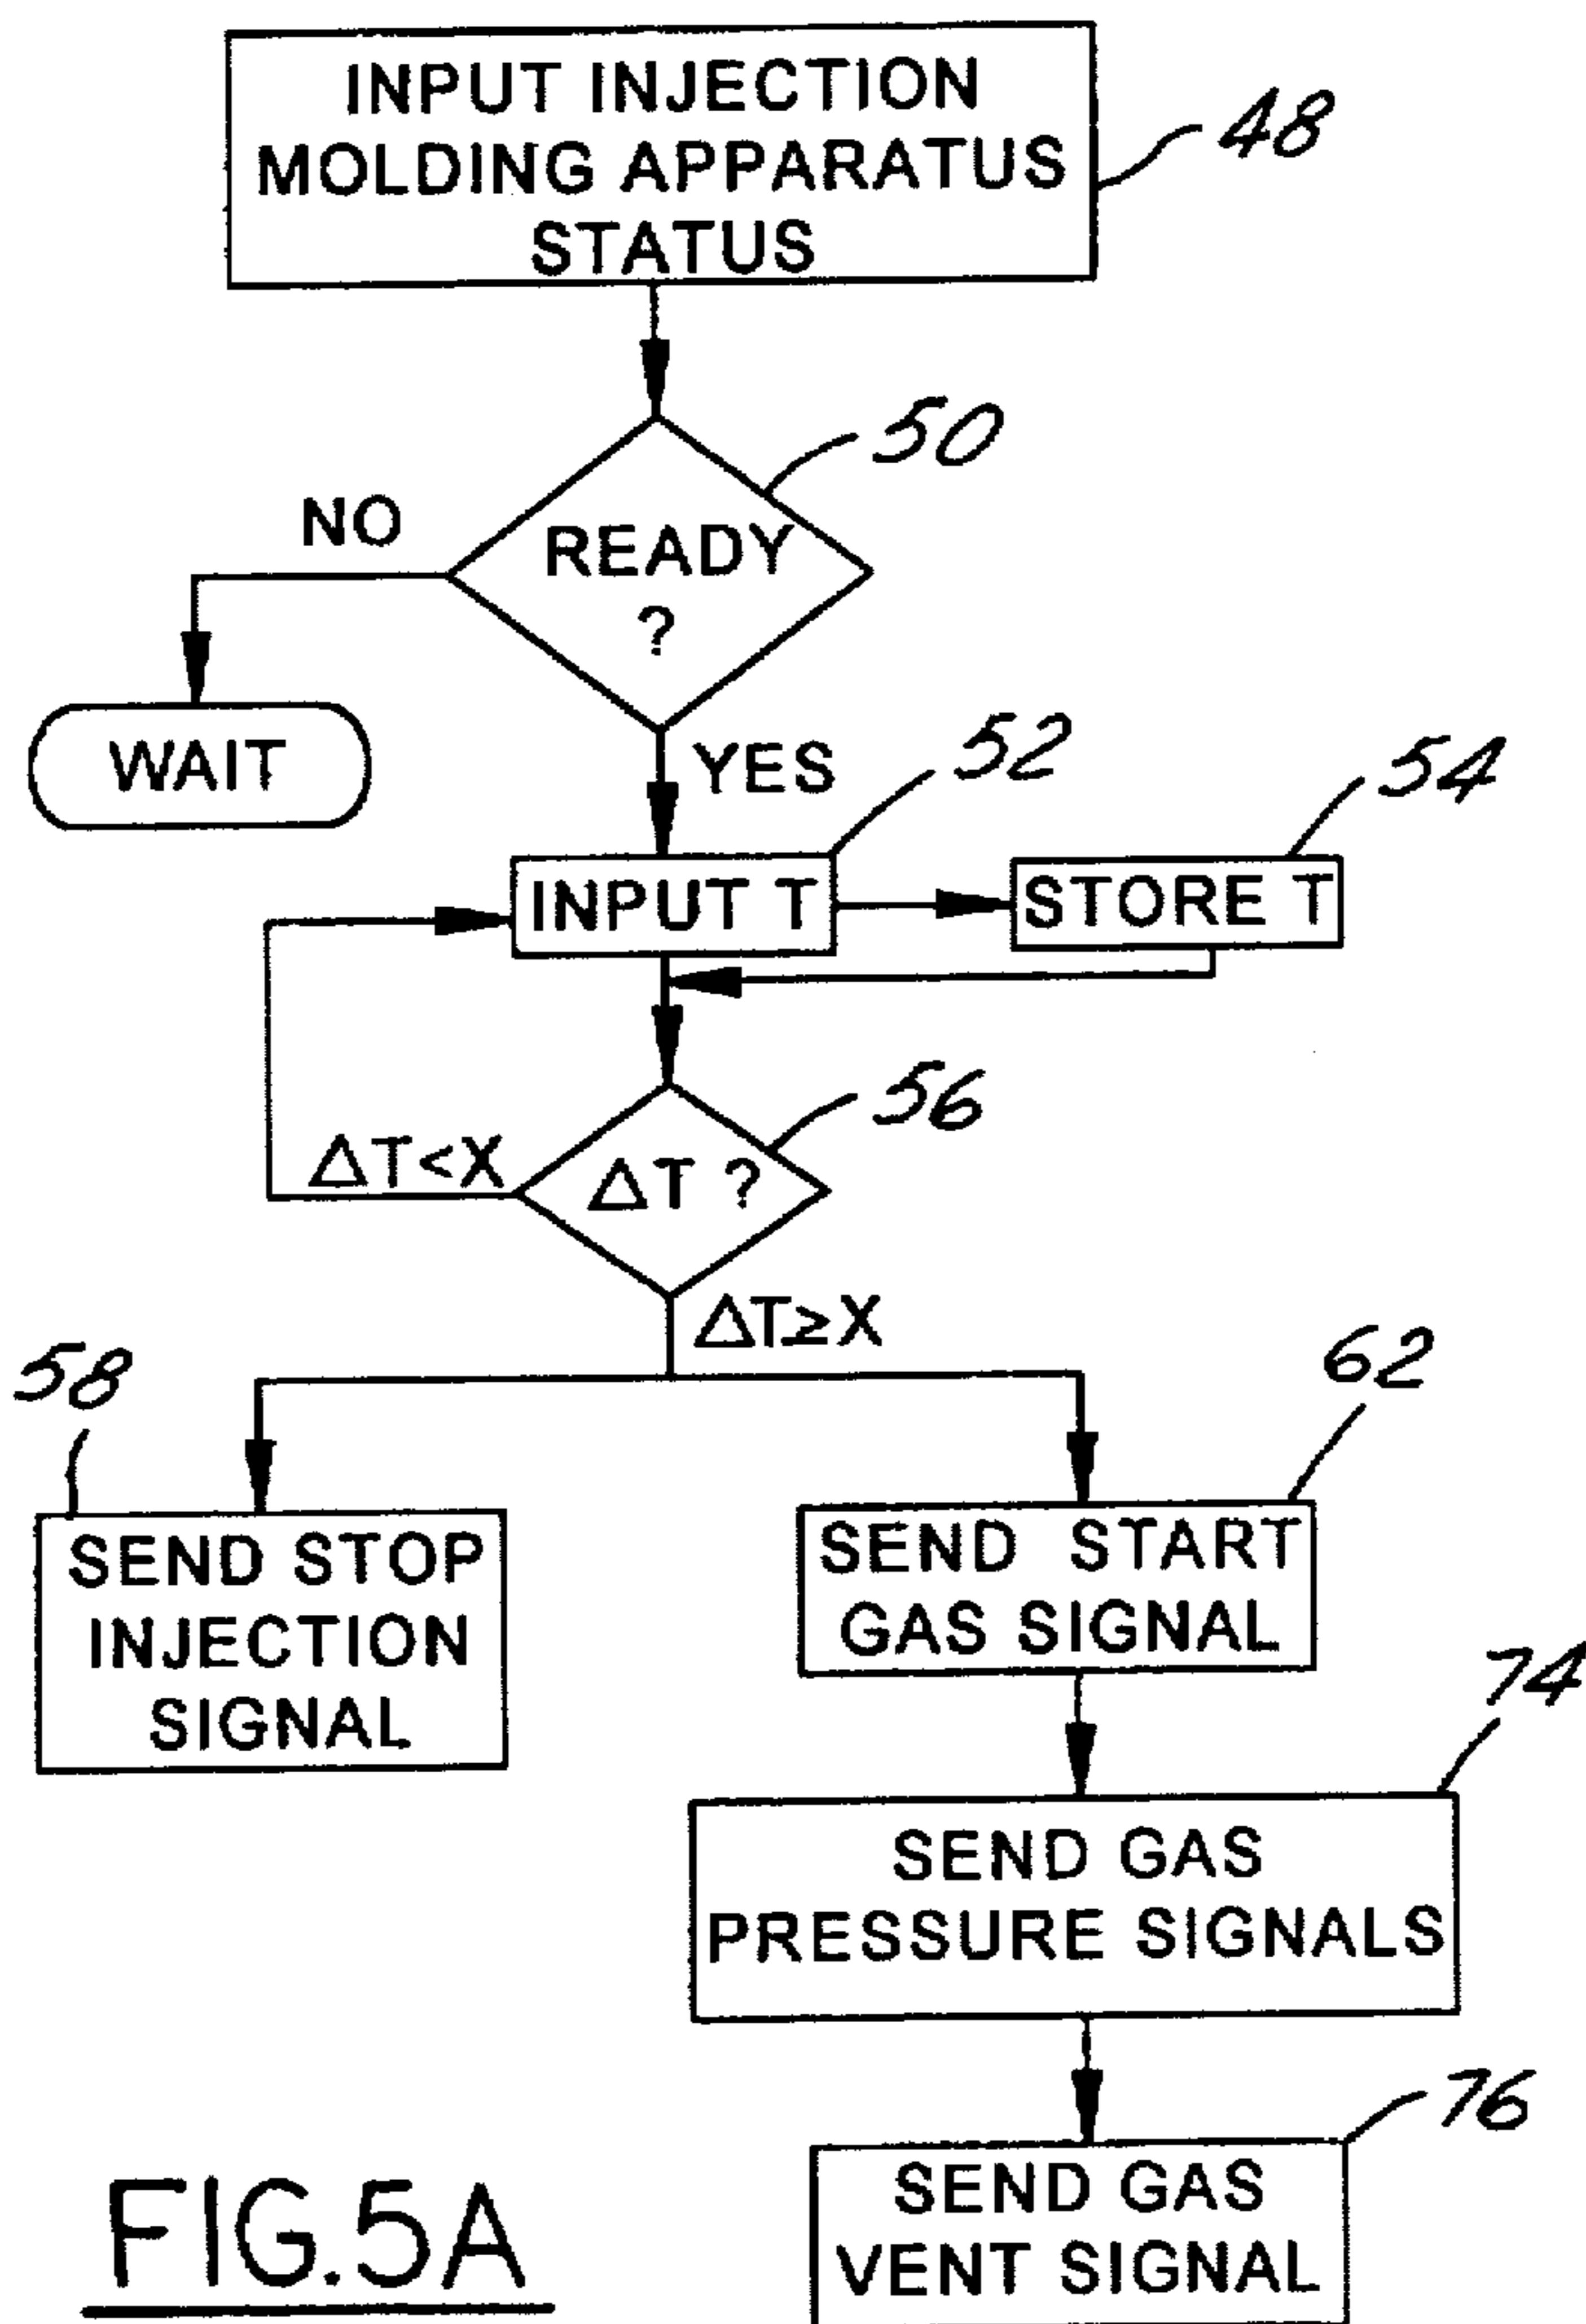 INPUT INJECTION
MOLDING APPARATUS
STATUS
48
50
NO
READY
?
WAIT
YES
52
54
INPUT T
STORE T
56
ΔT<X
ΔT ?
ΔT≥X
58
62
SEND STOP
INJECTION
SIGNAL
SEND START
GAS SIGNAL
74
SEND GAS
PRESSURE SIGNALS
76
SEND GAS
VENT SIGNAL
FIG.5A